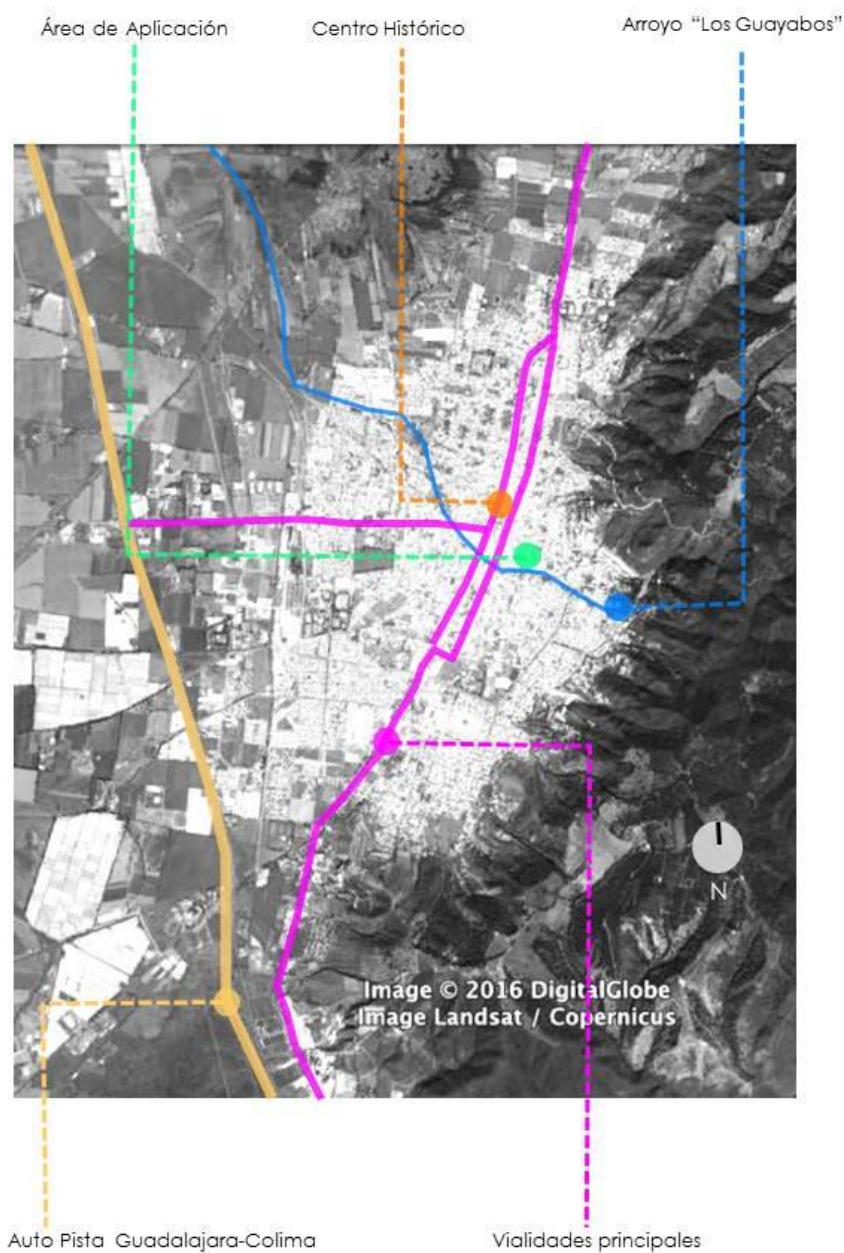 Área de Aplicación
Centro Histórico
Arroyo “Los Guayabos”
N
Image © 2016 DigitalGlobe
Image Landsat / Copernicus
Auto Pista Guadalajara-Colima
Vialidades principales